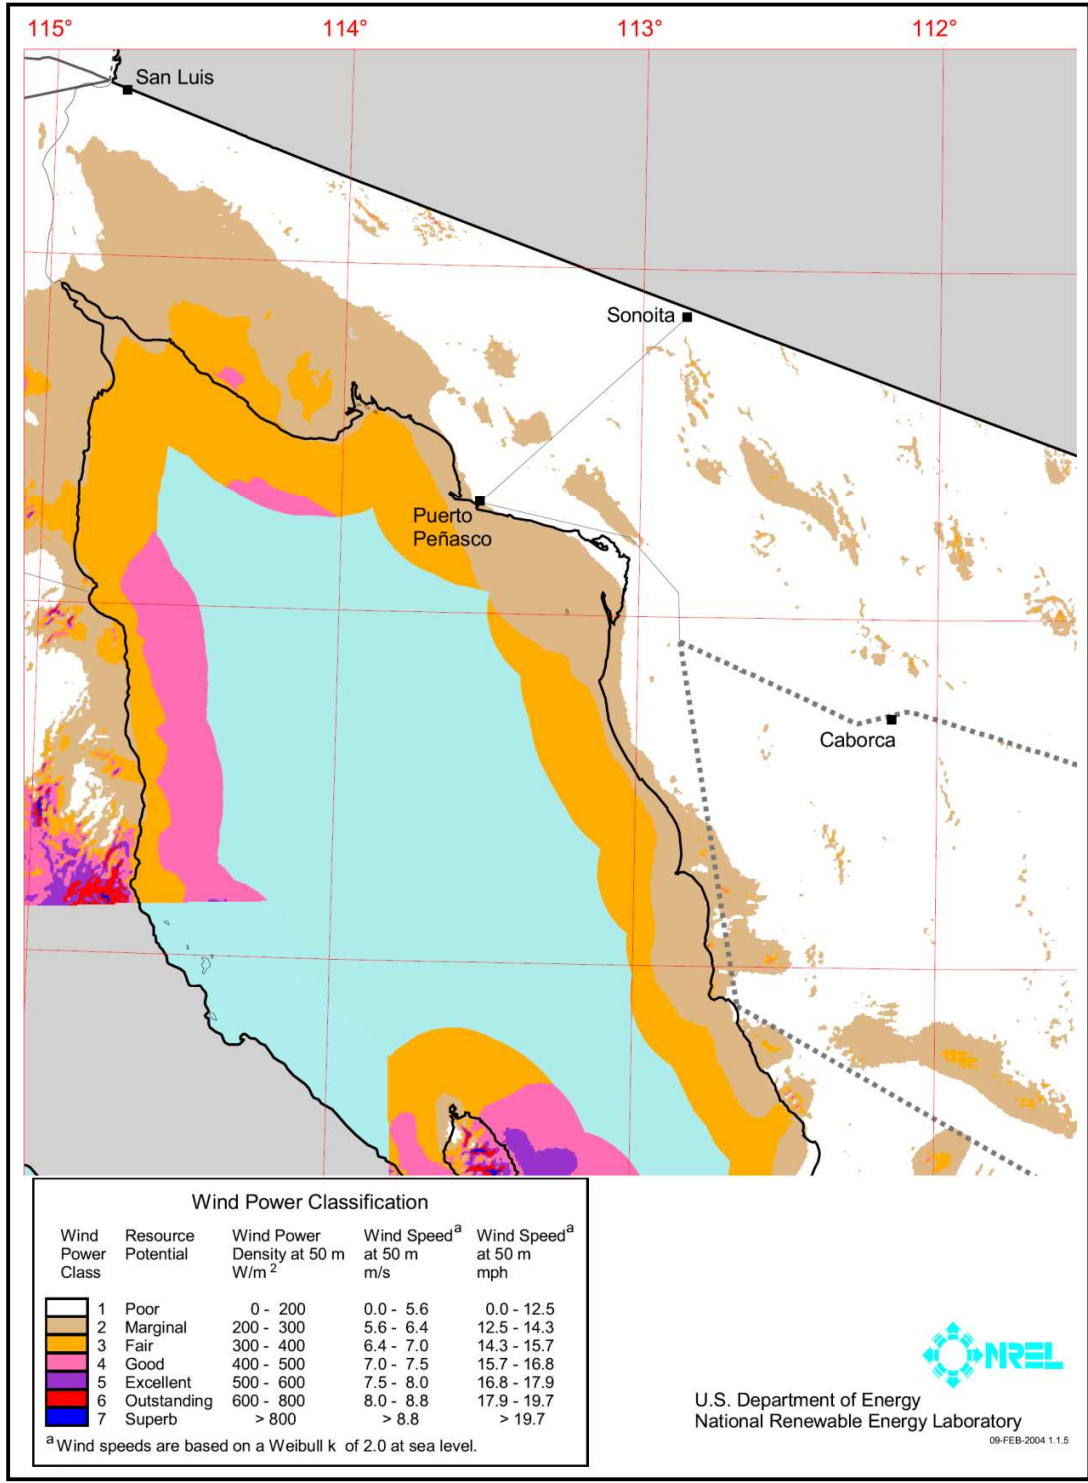 115° 114° 113° 112°
San Luis
Sonoita
Puerto
Peñasco
Caborca
Wind Power Classification
Wind Power Class Resource Potential Wind Power Density at 50 m W/m² Wind Speedᵃ at 50 m m/s Wind Speedᵃ at 50 m mph
1 Poor 0 - 200 0.0 - 5.6 0.0 - 12.5
2 Marginal 200 - 300 5.6 - 6.4 12.5 - 14.3
3 Fair 300 - 400 6.4 - 7.0 14.3 - 15.7
4 Good 400 - 500 7.0 - 7.5 15.7 - 16.8
5 Excellent 500 - 600 7.5 - 8.0 16.8 - 17.9
6 Outstanding 600 - 800 8.0 - 8.8 17.9 - 19.7
7 Superb > 800 > 8.8 > 19.7
ᵃ Wind speeds are based on a Weibull k of 2.0 at sea level.
NREL
U.S. Department of Energy
National Renewable Energy Laboratory
09-FEB-2004 1.1.5